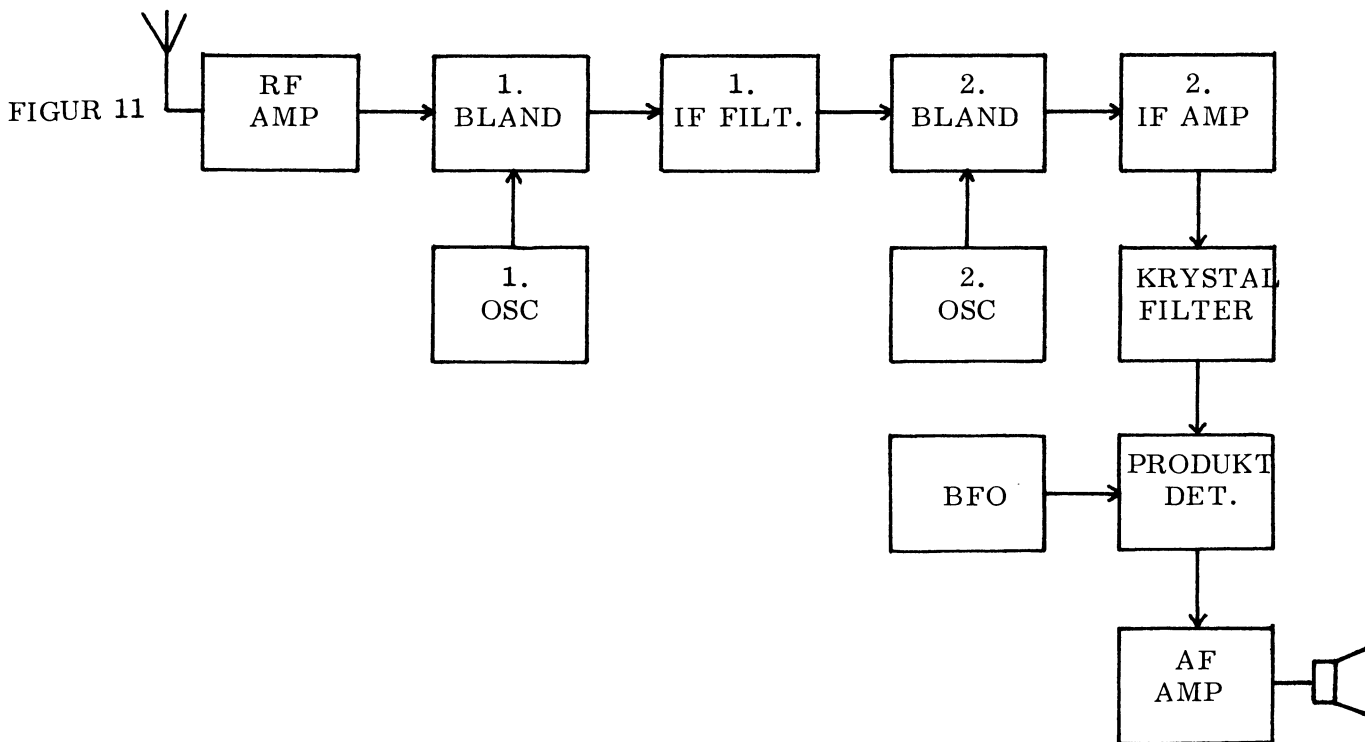 FIGUR 11
RF
AMP
1.
BLAND
1.
IF FILT.
2.
BLAND
2.
IF AMP
1.
OSC
2.
OSC
KRYSTAL
FILTER
BFO
PRODUKT
DET.
AF
AMP